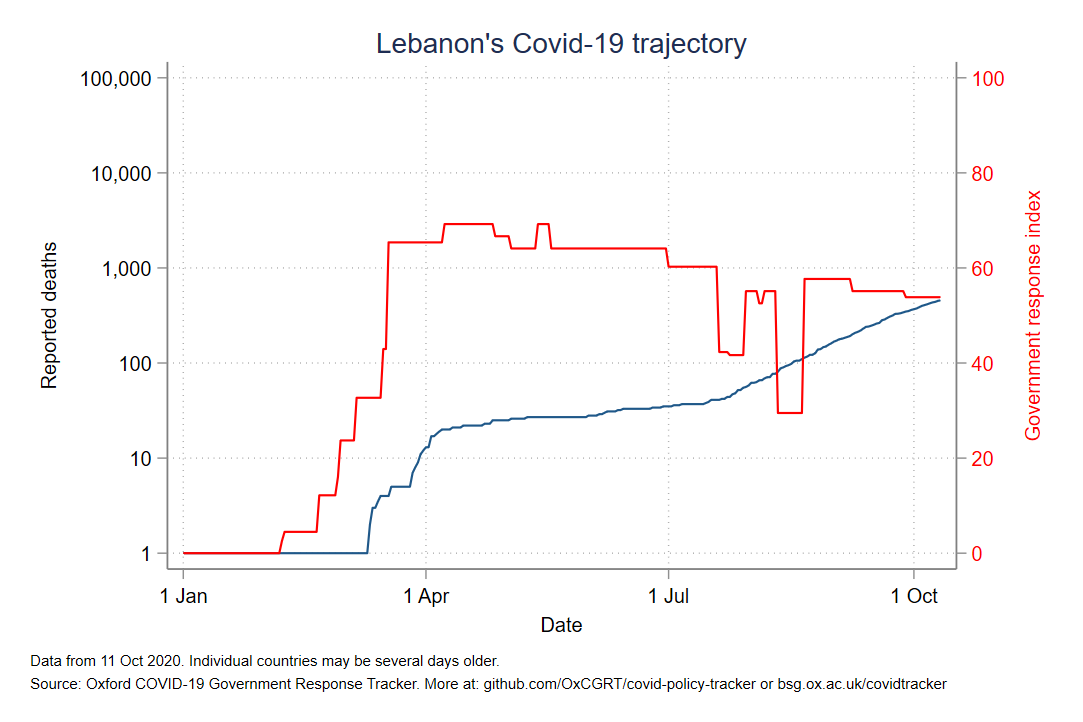 Lebanon's Covid-19 trajectory
100,000
10,000
1,000
100
10
1
Reported deaths
100
80
60
40
20
0
Government response index
1 Jan 1 Apr 1 Jul 1 Oct
Date
Data from 11 Oct 2020. Individual countries may be several days older.
Source: Oxford COVID-19 Government Response Tracker. More at: github.com/OxCGRT/covid-policy-tracker or bsg.ox.ac.uk/covidtracker